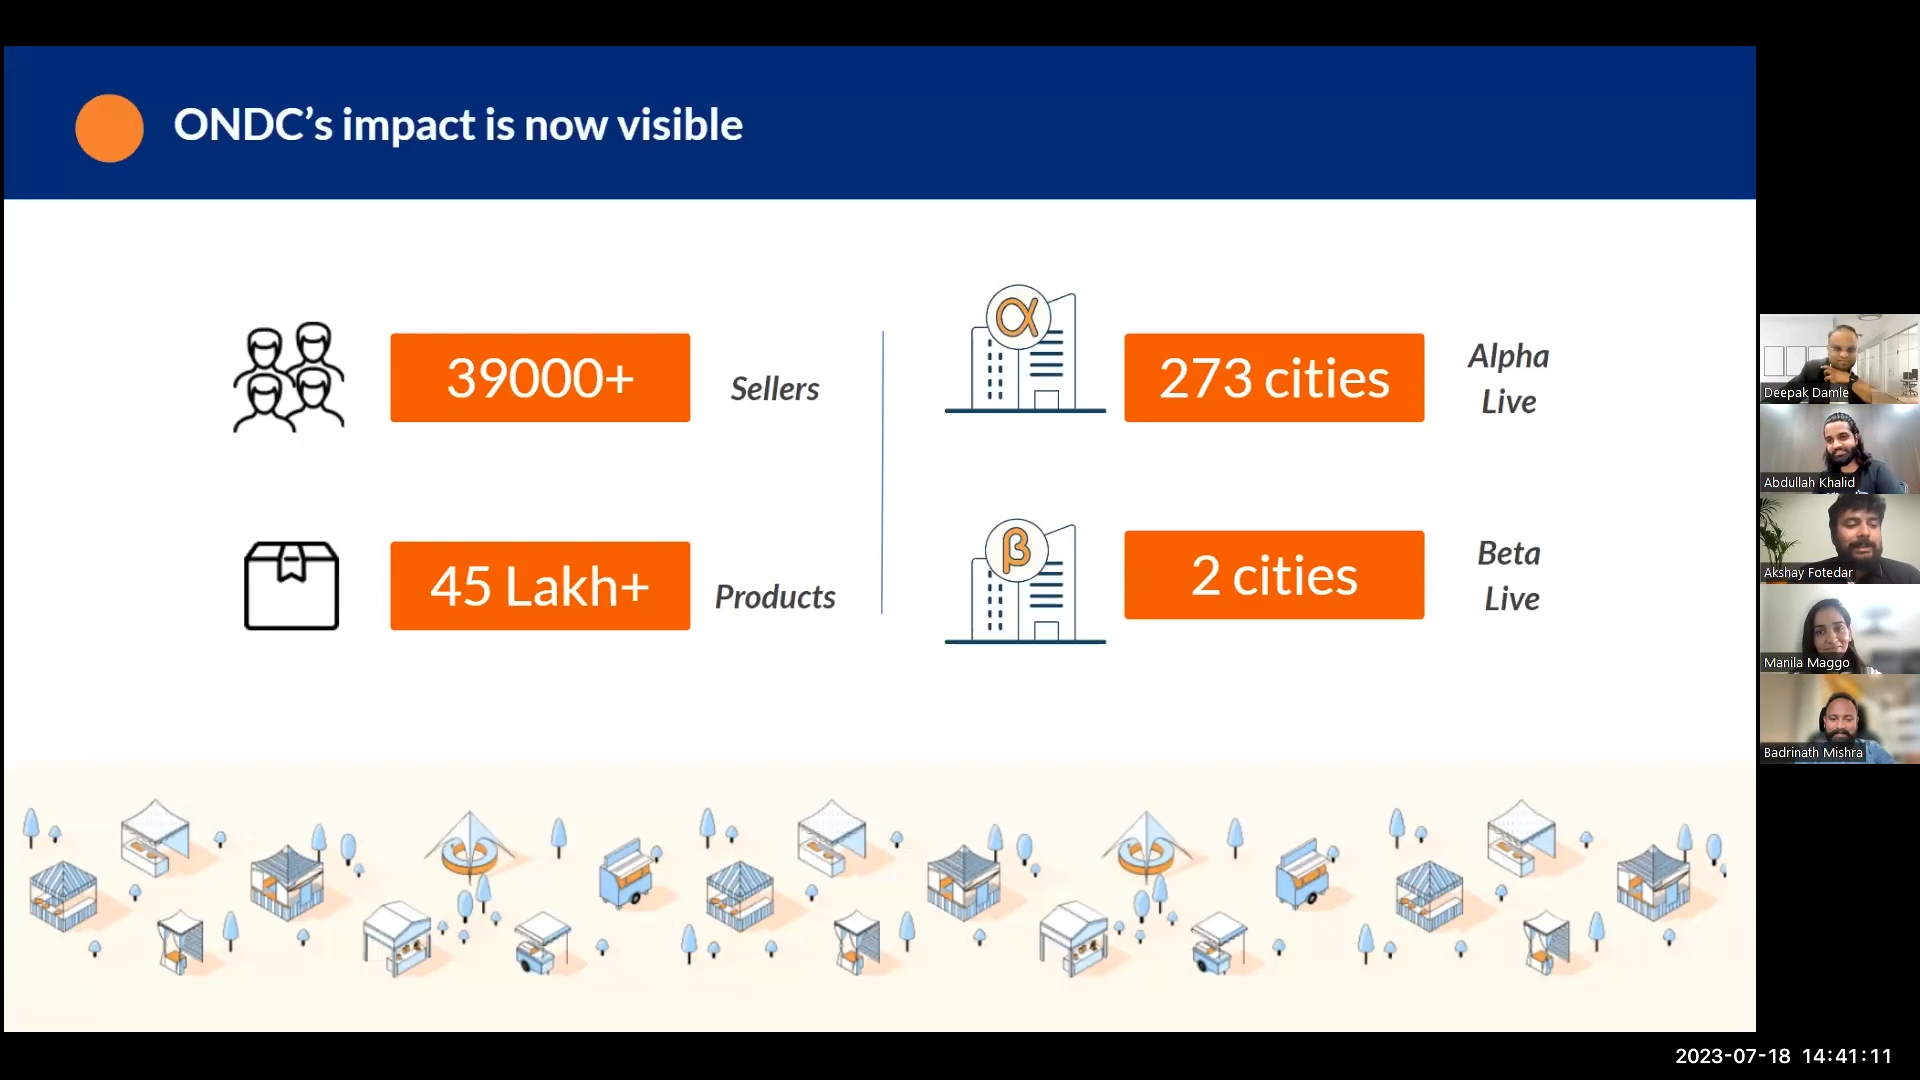 ONDC’s impact is now visible
39000+
Sellers
45 Lakh+
Products
α
273 cities
Alpha
Live
β
2 cities
Beta
Live
Deepak Damle
Abdullah Khalid
Akshay Fotedar
Manila Maggo
Badrinath Mishra
2023-07-18 14:41:11